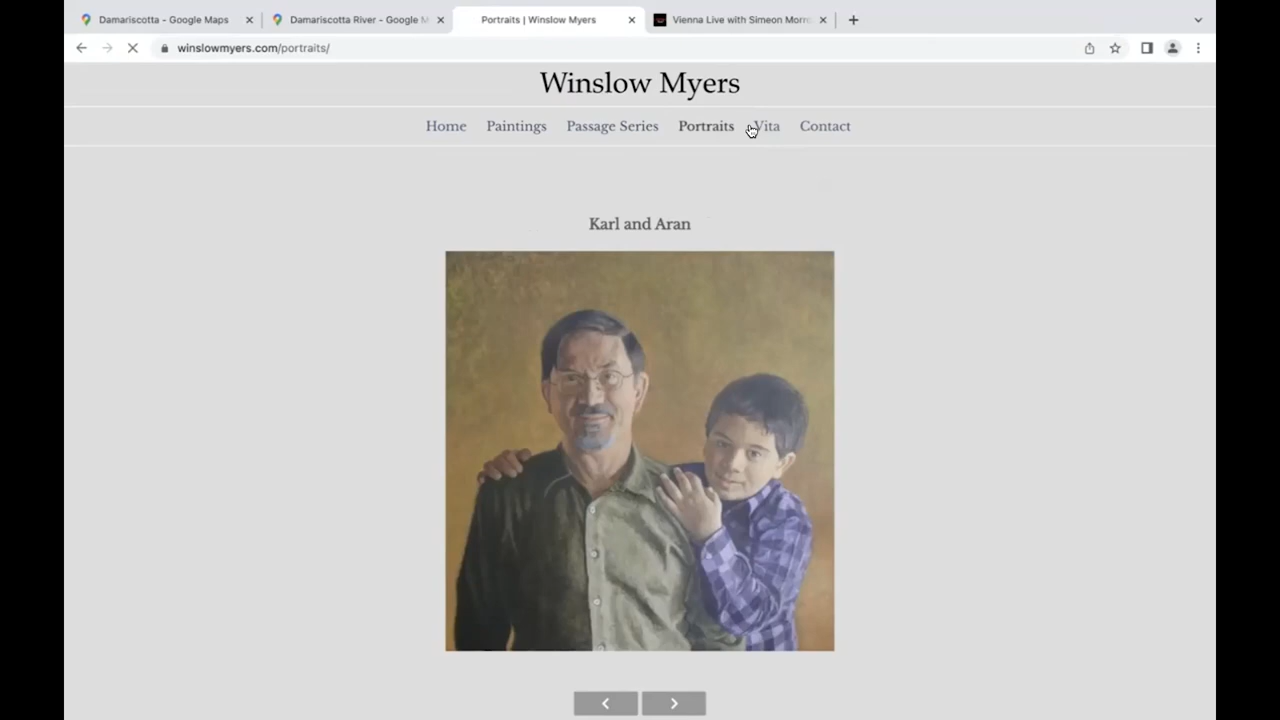 Damariscotta - Google Maps
Damariscotta River - Google M
Portraits | Winslow Myers
Vienna Live with Simeon Morro
winslowmyers.com/portraits/
Winslow Myers
Home Paintings Passage Series Portraits Vita Contact
Karl and Aran